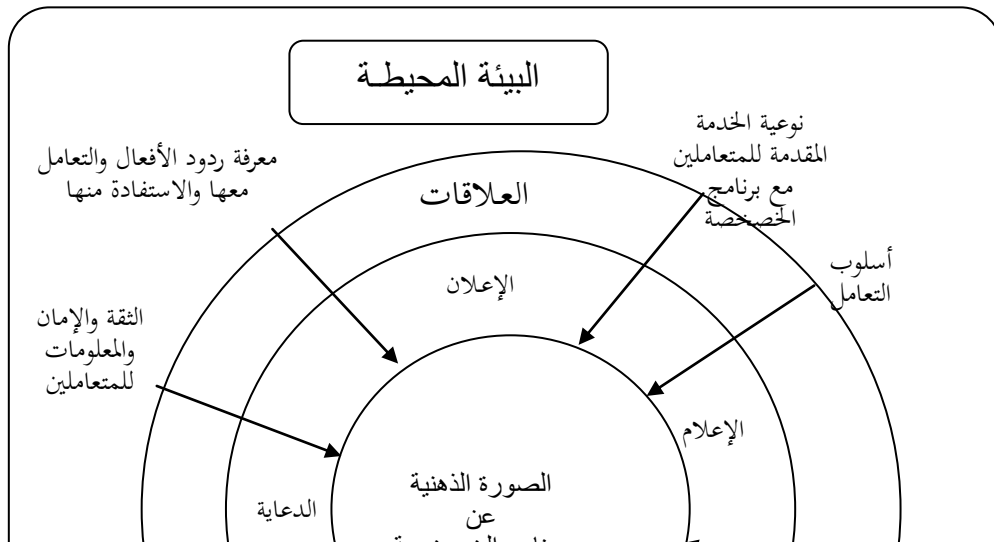 البيئة المحيطـة
نوعية الخدمة
المقدمة للمتعاملين
مع برنامج
الخصخصة
معرفة ردود الأفعال والتعامل
معها والاستفادة منها
العلاقات
أسلوب
التعامل
الإعلان
الثقة والإمان
والمعلومات
للمتعاملين
الإعلام
الصورة الذهنية
عن
الدعاية